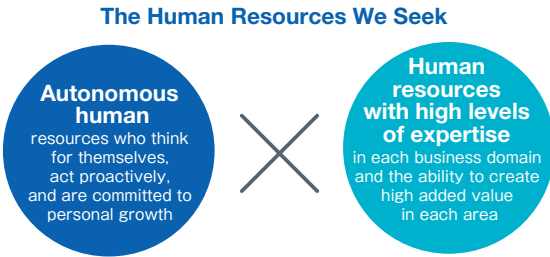 The Human Resources We Seek
Autonomous
human
resources who think
for themselves,
act proactively,
and are committed to
personal growth
Human
resources
with high levels
of expertise
in each business domain
and the ability to create
high added value
in each area